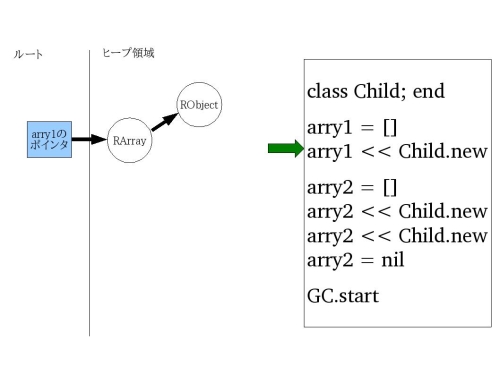 ルート
ヒープ領域
arry1の
ポインタ
RArray
RObject
class Child; end
arry1 = []
arry1 << Child.new
arry2 = []
arry2 << Child.new
arry2 << Child.new
arry2 = nil
GC.start